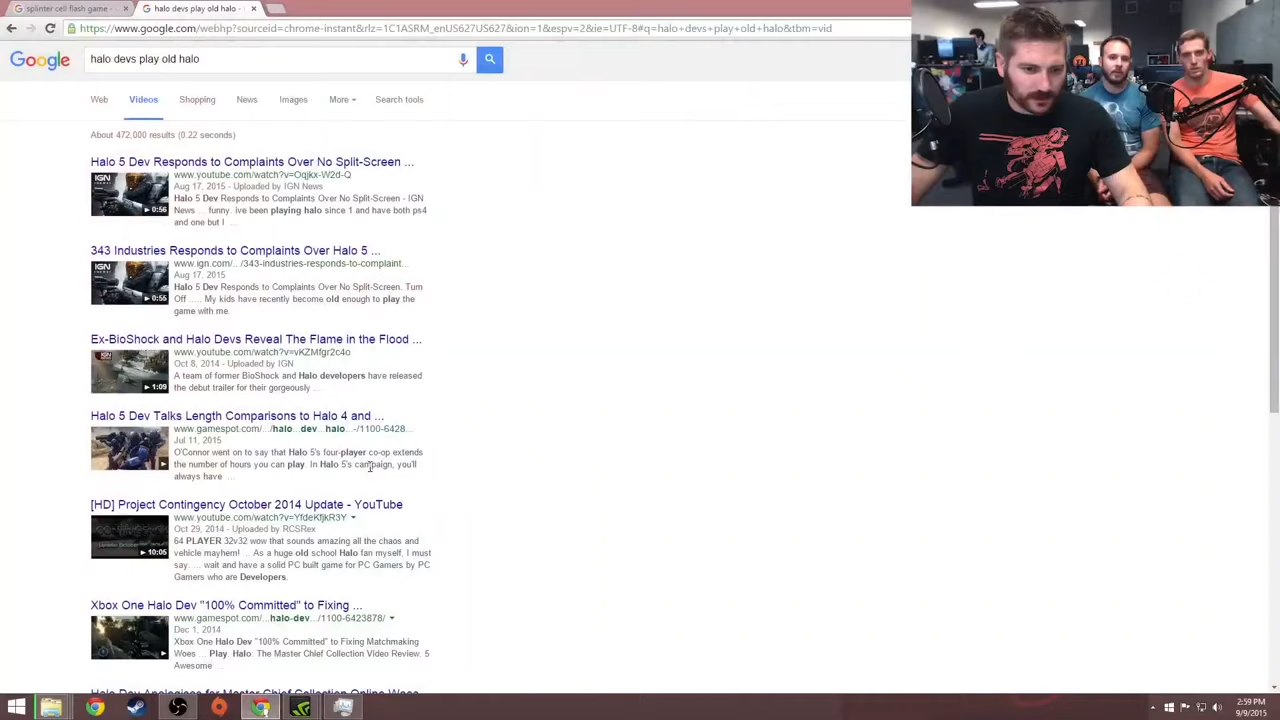 splinter cell flash game -
halo devs play old halo -
https://www.google.com/webhp?sourceid=chrome-instant&rlz=1C1ASRM_enUS627US627&ion=1&espv=2&ie=UTF-8#q=halo+devs+play+old+halo&tbm=vid
Google
halo devs play old halo
Web Videos Shopping News Images More Search tools
About 472,000 results (0.22 seconds)
Halo 5 Dev Responds to Complaints Over No Split-Screen ...
www.youtube.com/watch?v=Oqjkx-W2d-Q
Aug 17, 2015 - Uploaded by IGN News
Halo 5 Dev Responds to Complaints Over No Split-Screen - IGN
News ... funny. ive been playing halo since 1 and have both ps4
and one but I ...
IGN
0:56
343 Industries Responds to Complaints Over Halo 5 ...
www.ign.com/.../343-industries-responds-to-complaint...
Aug 17, 2015
Halo 5 Dev Responds to Complaints Over No Split-Screen. Turn
Off ..... My kids have recently become old enough to play the
game with me.
IGN
0:55
Ex-BioShock and Halo Devs Reveal The Flame in the Flood ...
www.youtube.com/watch?v=vKZMfgr2c4o
Oct 8, 2014 - Uploaded by IGN
A team of former BioShock and Halo developers have released
the debut trailer for their gorgeously ...
1:09
Halo 5 Dev Talks Length Comparisons to Halo 4 and ...
www.gamespot.com/.../halo...dev...halo...-/1100-6428...
Jul 11, 2015
O'Connor went on to say that Halo 5's four-player co-op extends
the number of hours you can play. In Halo 5's campaign, you'll
always have ...
[HD] Project Contingency October 2014 Update - YouTube
www.youtube.com/watch?v=YfdeKfjkR3Y
Oct 29, 2014 - Uploaded by RCSRex
64 PLAYER 32v32 wow that sounds amazing all the chaos and
vehicle mayhem! ... As a huge old school Halo fan myself, I must
say. ... wait and have a solid PC built game for PC Gamers by PC
Gamers who are Developers.
10:05
Xbox One Halo Dev "100% Committed" to Fixing ...
www.gamespot.com/...halo-dev.../1100-6423878/
Dec 1, 2014
Xbox One Halo Dev "100% Committed" to Fixing Matchmaking
Woes ... Play. Halo: The Master Chief Collection Video Review. 5
Awesome ...
Halo Dev Apologises for Master Chief Collection Online Woes
2:59 PM
9/9/2015